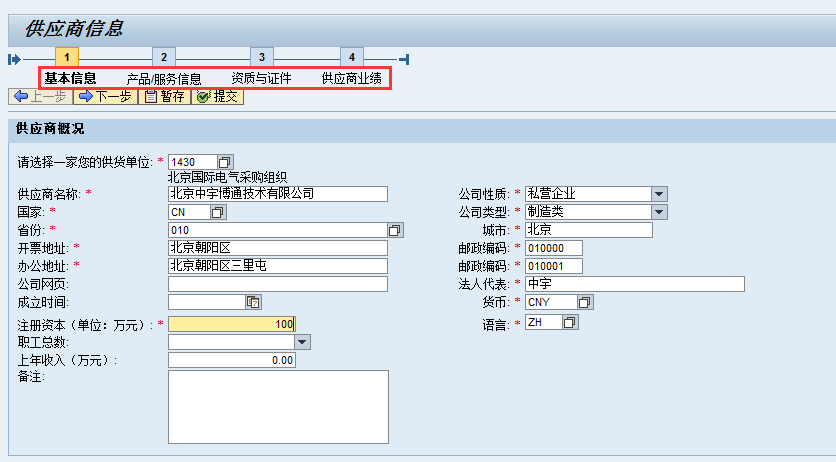 供应商信息
1 2 3 4
基本信息 产品/服务信息 资质与证件 供应商业绩
上一步 下一步 暂存 提交
供应商概况
请选择一家您的供货单位: * 1430
北京国际电气采购组织
供应商名称: * 北京中宇博通技术有限公司 公司性质: * 私营企业
国家: * CN 公司类型: * 制造类
省份: * 010 城市: * 北京
开票地址: * 北京朝阳区 邮政编码: * 010000
办公地址: * 北京朝阳区三里屯 邮政编码: * 010001
公司网页: 法人代表: * 中宇
成立时间: 货币: * CNY
注册资本（单位: 万元）: * 100 语言: * ZH
职工总数:
上年收入（万元）: 0.00
备注: